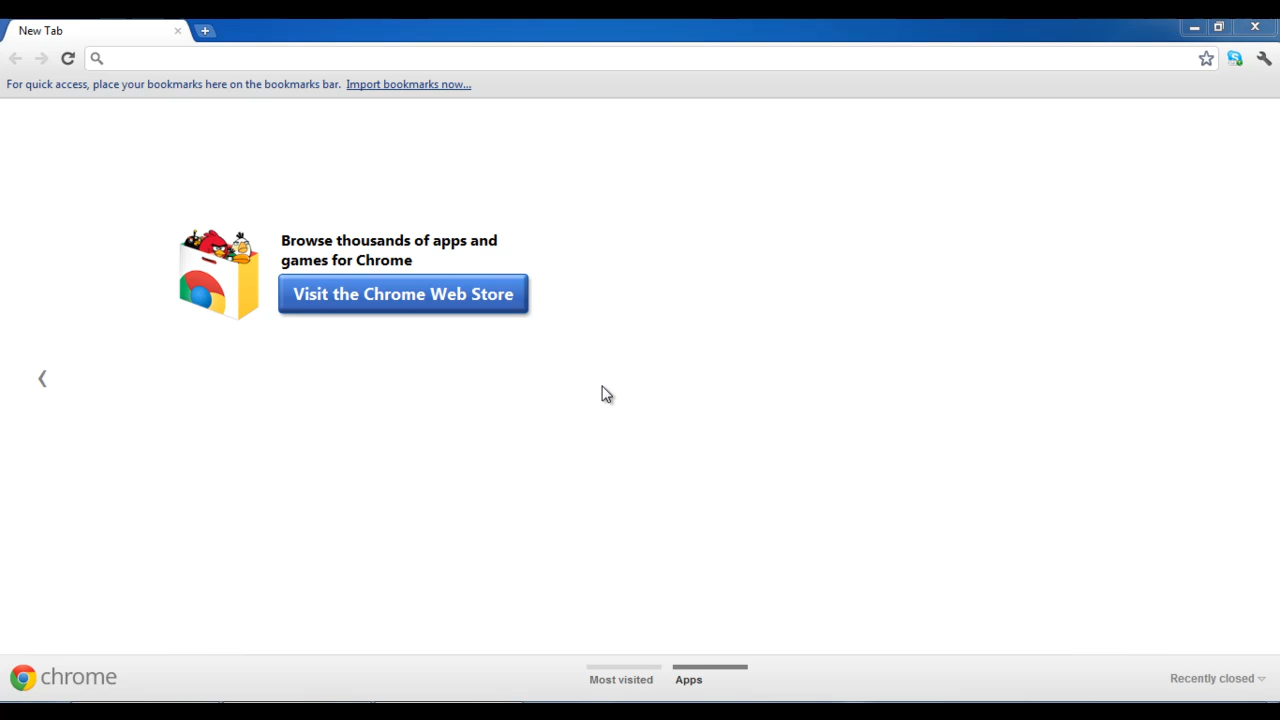 New Tab
For quick access, place your bookmarks here on the bookmarks bar. Import bookmarks now...
Browse thousands of apps and
games for Chrome
Visit the Chrome Web Store
chrome
Most visited
Apps
Recently closed